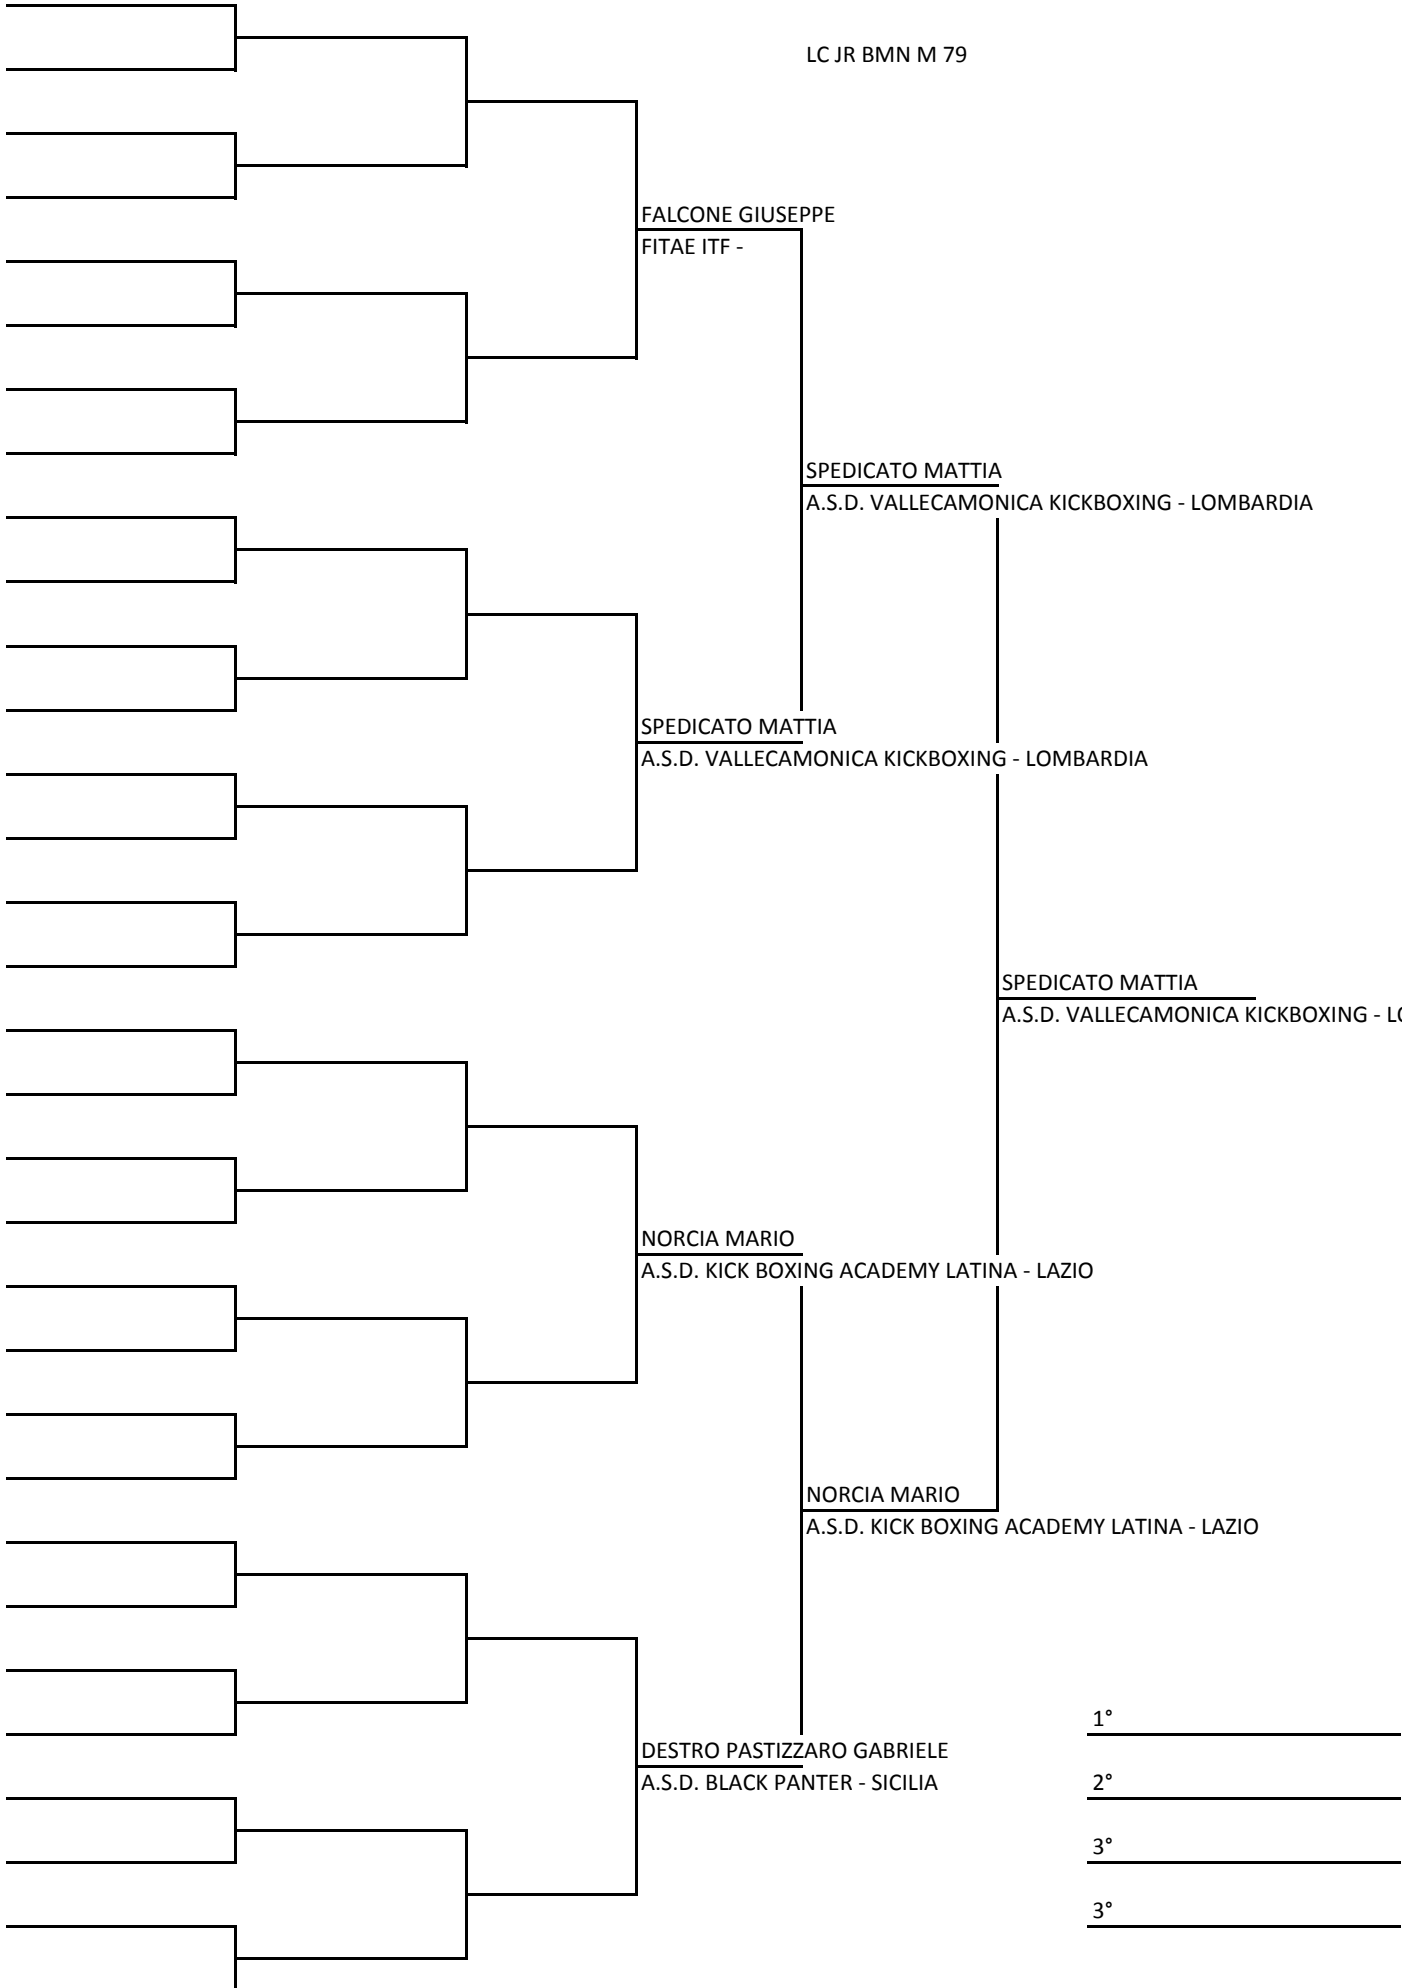 LC JR BMN M 79
FALCONE GIUSEPPE
FITAE ITF -
SPEDICATO MATTIA
A.S.D. VALLECAMONICA KICKBOXING - LOMBARDIA
SPEDICATO MATTIA
A.S.D. VALLECAMONICA KICKBOXING - LOMBARDIA
SPEDICATO MATTIA
A.S.D. VALLECAMONICA KICKBOXING - LO
NORCIA MARIO
A.S.D. KICK BOXING ACADEMY LATINA - LAZIO
NORCIA MARIO
A.S.D. KICK BOXING ACADEMY LATINA - LAZIO
1°
DESTRO PASTIZZARO GABRIELE
A.S.D. BLACK PANTER - SICILIA
2°
3°
3°